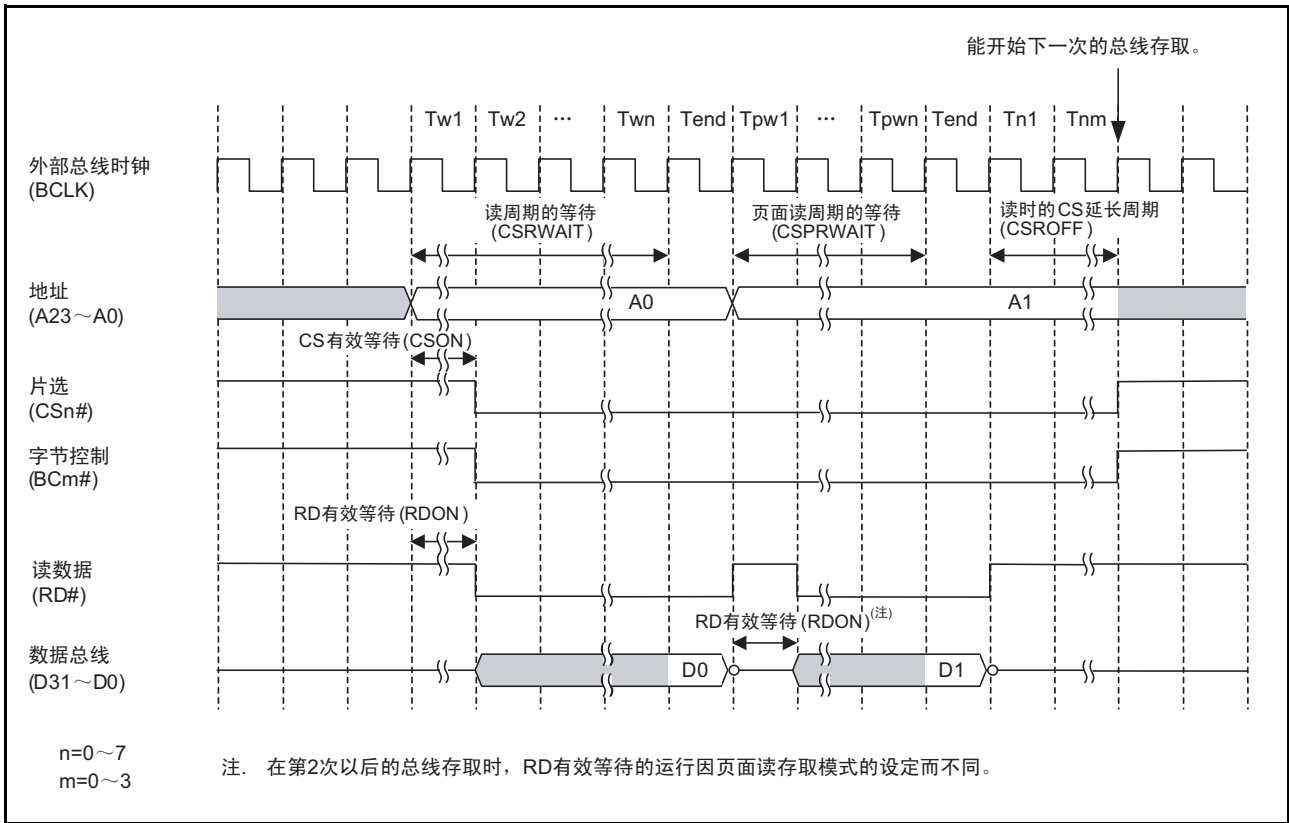 能开始下一次的总线存取。
Tw1 Tw2 … Twn Tend Tpw1 … Tpwn Tend Tn1 Tnm
外部总线时钟
(BCLK)
读周期的等待
(CSRWAIT)
页面读周期的等待
(CSPRWAIT)
读时的CS延长周期
(CSROFF)
地址
(A23～A0)
A0
A1
CS有效等待(CSON)
片选
(CSn#)
字节控制
(BCm#)
RD有效等待(RDON)
读数据
(RD#)
RD有效等待(RDON)(注)
数据总线
(D31～D0)
D0
D1
n=0～7
m=0～3
注. 在第2次以后的总线存取时，RD有效等待的运行因页面读存取模式的设定而不同。